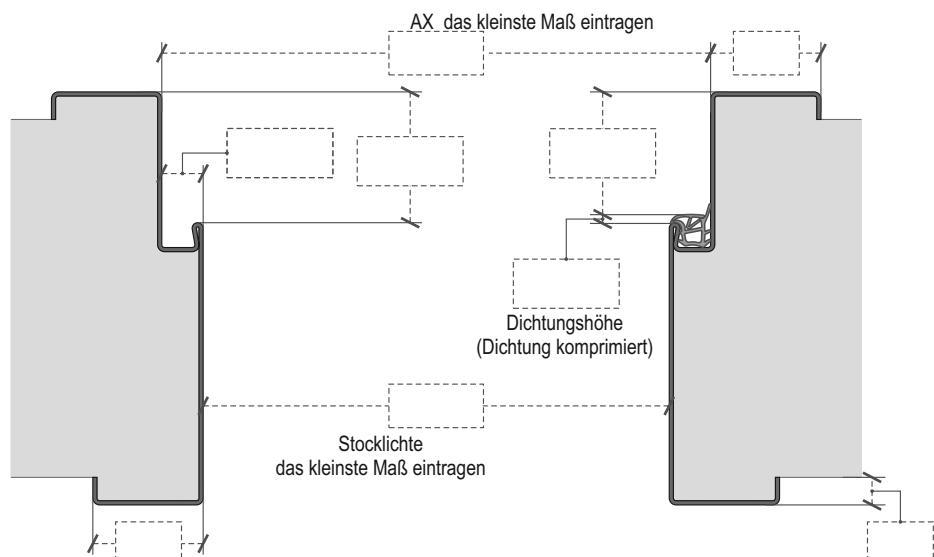 AX das kleinste Maß eintragen
Dichtungshöhe
(Dichtung komprimiert)
Stocklichte
das kleinste Maß eintragen